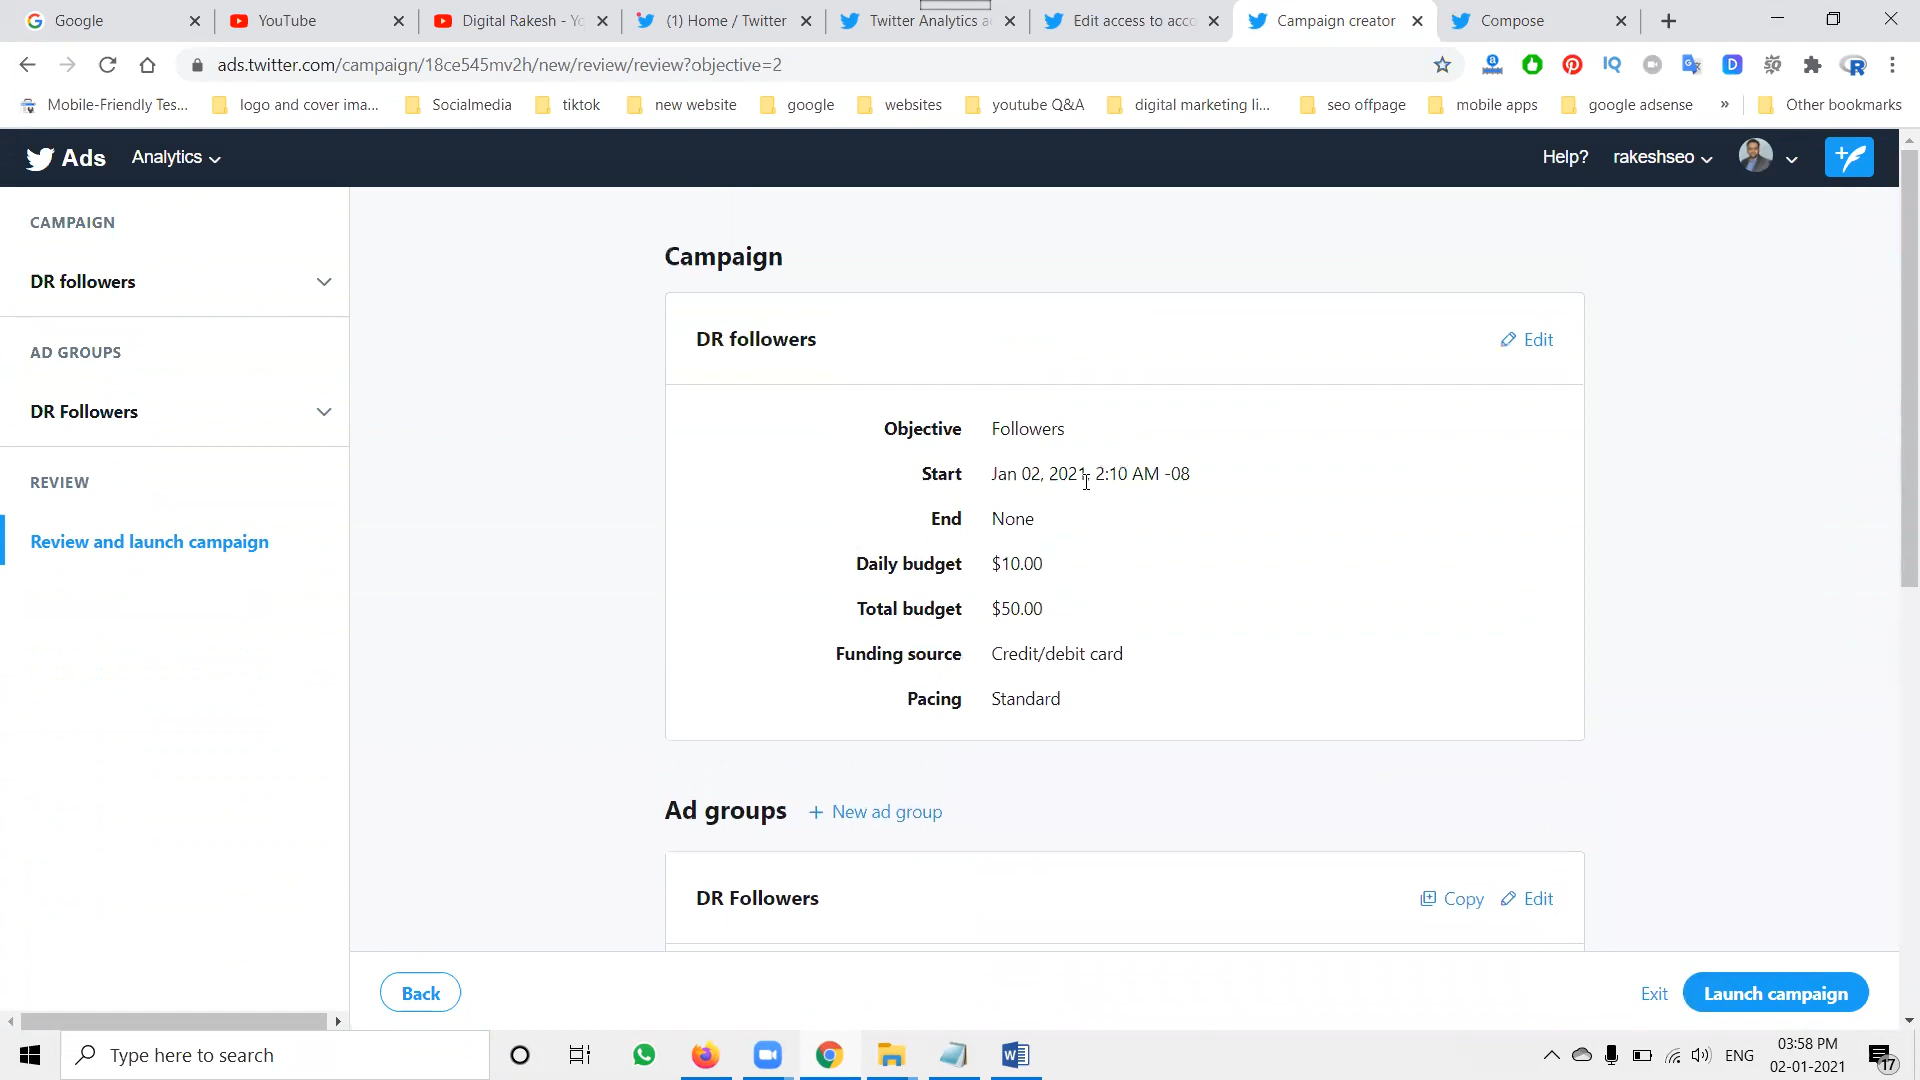 Google
YouTube
Digital Rakesh - Yo
(1) Home / Twitter
Twitter Analytics a
Edit access to acco
Campaign creator
Compose
ads.twitter.com/campaign/18ce545mv2h/new/review/review?objective=2
Mobile-Friendly Tes...
logo and cover ima...
Socialmedia
tiktok
new website
google
websites
youtube Q&A
digital marketing li...
seo offpage
mobile apps
google adsense
»
Other bookmarks
Ads
Analytics
Help?
rakeshseo
CAMPAIGN
DR followers
AD GROUPS
DR Followers
REVIEW
Review and launch campaign
Campaign
DR followers
Edit
Objective Followers
Start Jan 02, 2021, 2:10 AM -08
End None
Daily budget $10.00
Total budget $50.00
Funding source Credit/debit card
Pacing Standard
Ad groups + New ad group
DR Followers
Copy
Edit
Back
Exit
Launch campaign
Type here to search
ENG
03:58 PM
02-01-2021
17